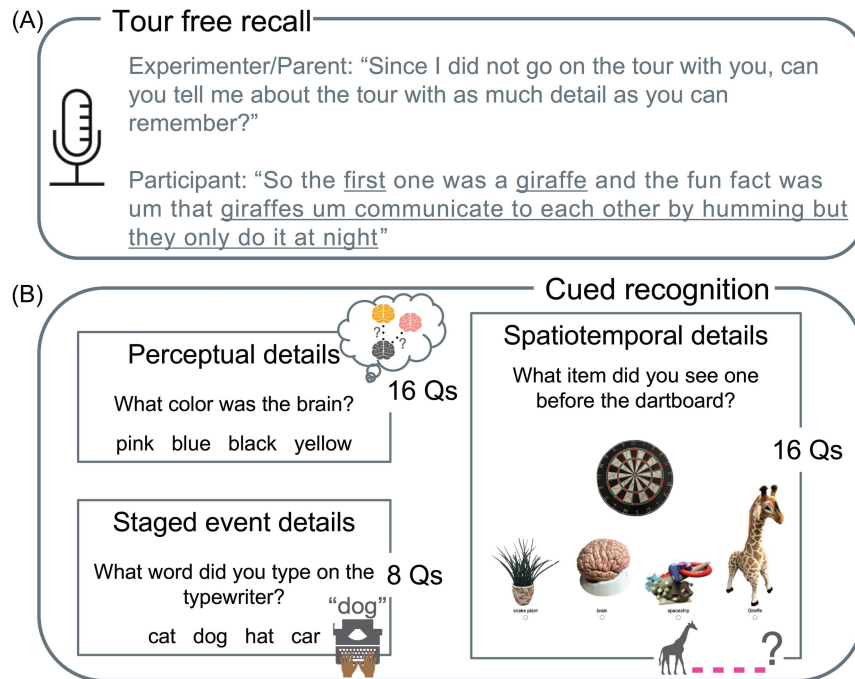 (A)
Tour free recall
Experimenter/Parent: “Since I did not go on the tour with you, can
you tell me about the tour with as much detail as you can
remember?”
Participant: “So the first one was a giraffe and the fun fact was
um that giraffes um communicate to each other by humming but
they only do it at night”
(B)
Cued recognition
Perceptual details
? ?
16 Qs
What color was the brain?
pink blue black yellow
Staged event details
What word did you type on the
typewriter?
8 Qs
“dog”
cat dog hat car
Spatiotemporal details
What item did you see one
before the dartboard?
16 Qs
snake plant brain spaceship Giraffe
?